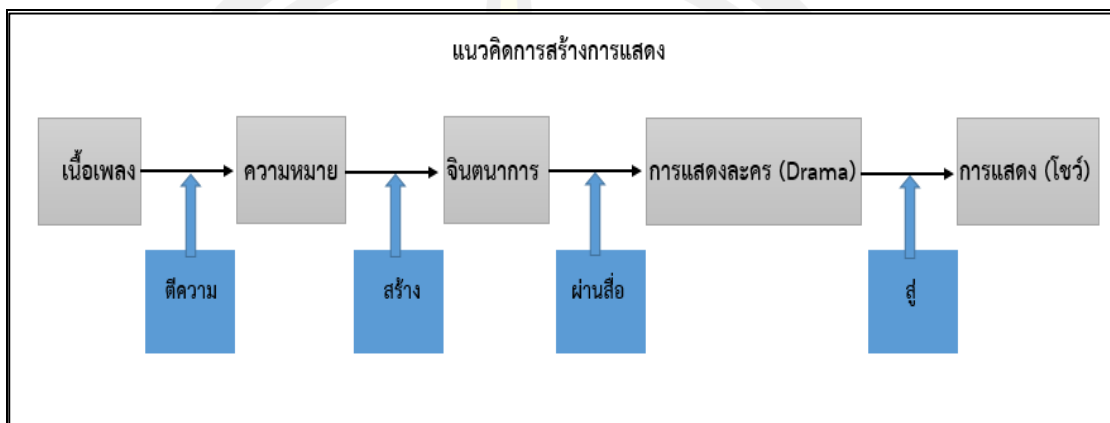 แนวคิดการสร้างการแสดง
เนื้อเพลง
ความหมาย
จินตนาการ
การแสดงละคร (Drama)
การแสดง (โชว์)
ตีความ
สร้าง
ผ่านสื่อ
สู่